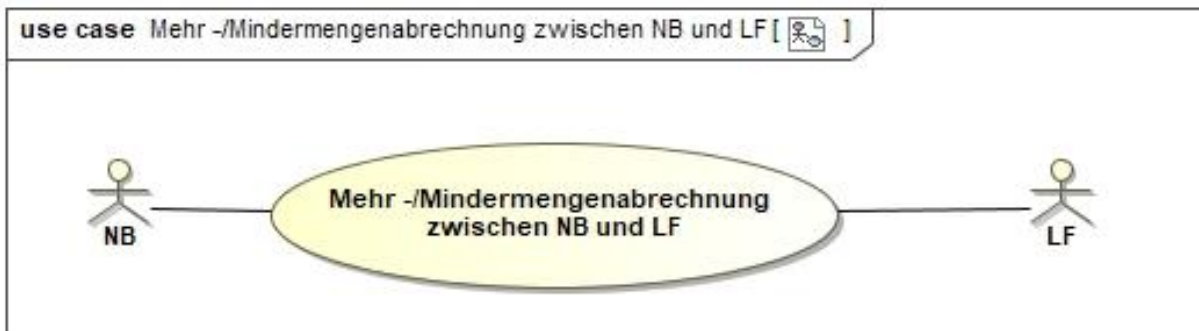 use case Mehr -/Mindermengenabrechnung zwischen NB und LF [ ]
Mehr -/Mindermengenabrechnung
zwischen NB und LF
NB
LF